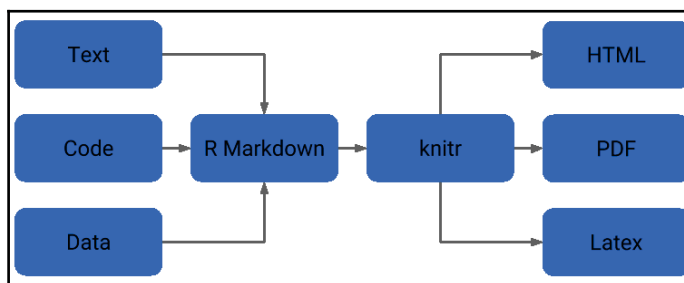 Text
HTML
Code
R Markdown
knitr
PDF
Data
Latex